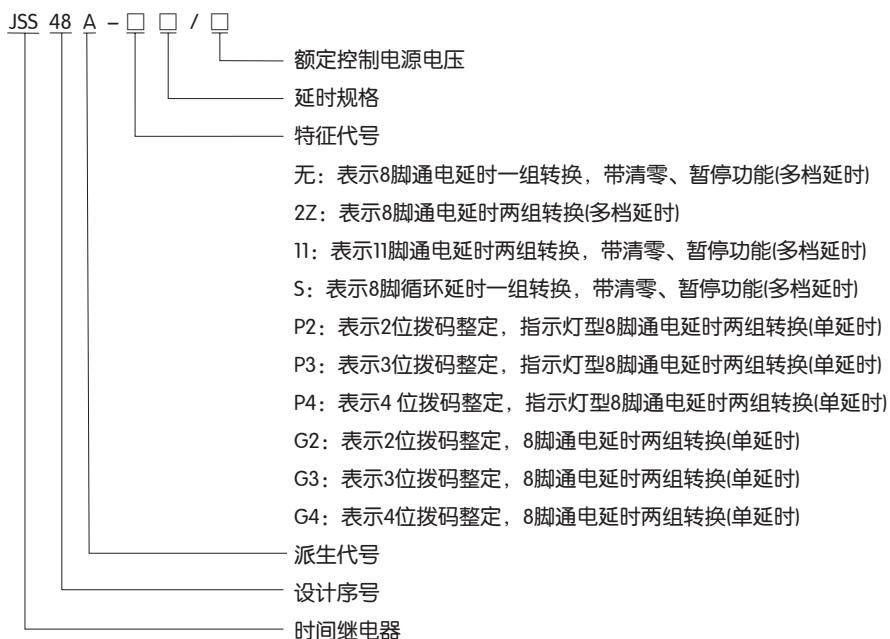 JSS 48 A - □ □ / □
额定控制电源电压
延时规格
特征代号
无：表示8脚通电延时一组转换，带清零、暂停功能(多档延时)
2Z：表示8脚通电延时两组转换(多档延时)
11：表示11脚通电延时两组转换，带清零、暂停功能(多档延时)
S：表示8脚循环延时一组转换，带清零、暂停功能(多档延时)
P2：表示2位拨码整定，指示灯型8脚通电延时两组转换(单延时)
P3：表示3位拨码整定，指示灯型8脚通电延时两组转换(单延时)
P4：表示4 位拨码整定，指示灯型8脚通电延时两组转换(单延时)
G2：表示2位拨码整定，8脚通电延时两组转换(单延时)
G3：表示3位拨码整定，8脚通电延时两组转换(单延时)
G4：表示4位拨码整定，8脚通电延时两组转换(单延时)
派生代号
设计序号
时间继电器